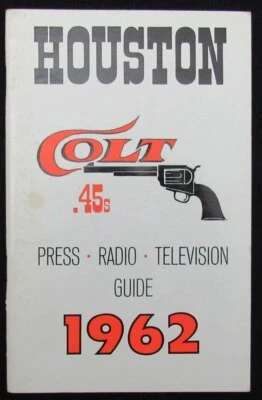 HOUSTON
COLT
.45s
PRESS · RADIO · TELEVISION
GUIDE
1962